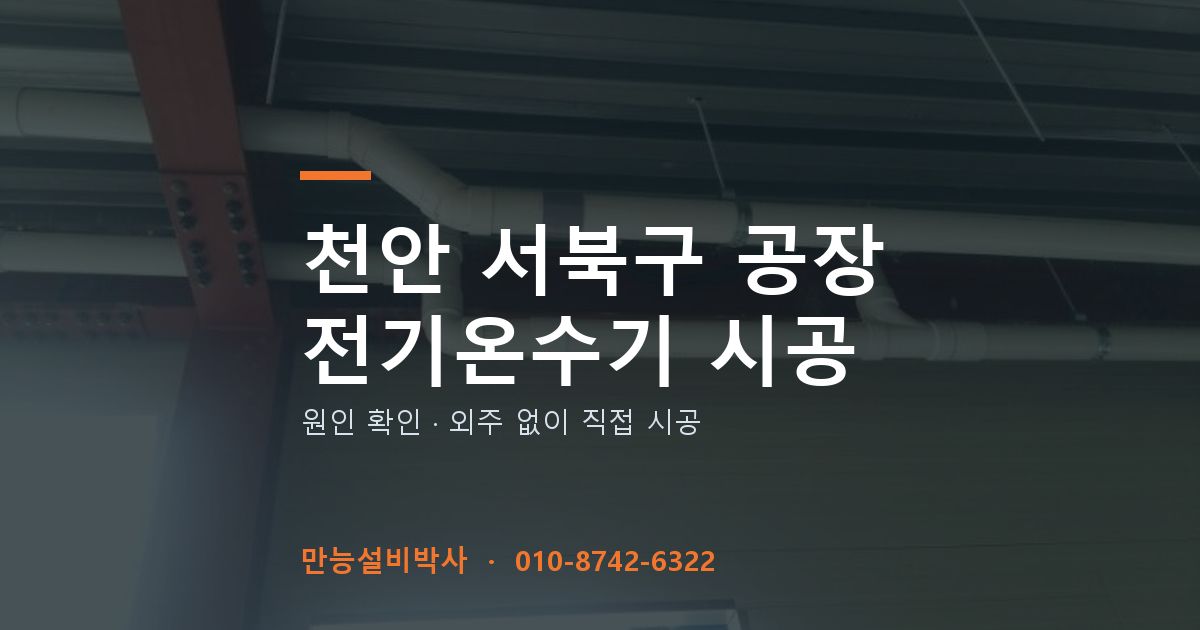 천안 서북구 공장
전기온수기 시공
원인 확인 · 외주 없이 직접 시공
만능설비박사 · 010-8742-6322